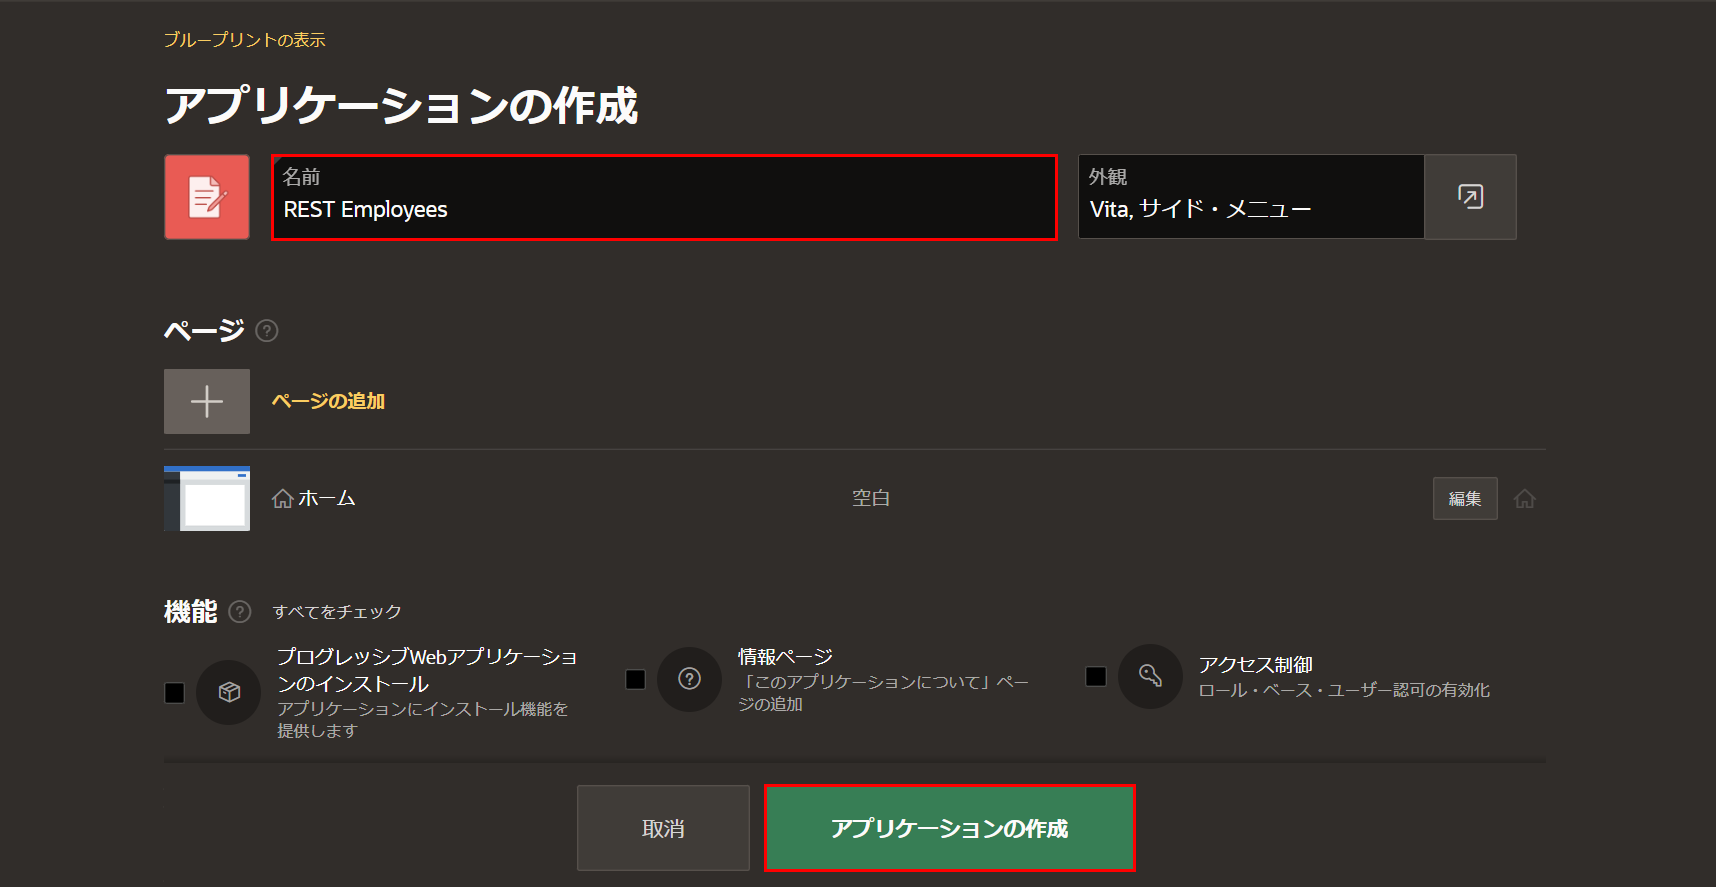 ブループリントの表示
アプリケーションの作成
名前
REST Employees
外観
Vita, サイド・メニュー
ページ
ページの追加
ホーム
空白
編集
機能
すべてをチェック
プログレッシブWebアプリケーショ
ンのインストール
アプリケーションにインストール機能を
提供します
情報ページ
「このアプリケーションについて」ペー
ジの追加
アクセス制御
ロール・ベース・ユーザー認可の有効化
取消
アプリケーションの作成